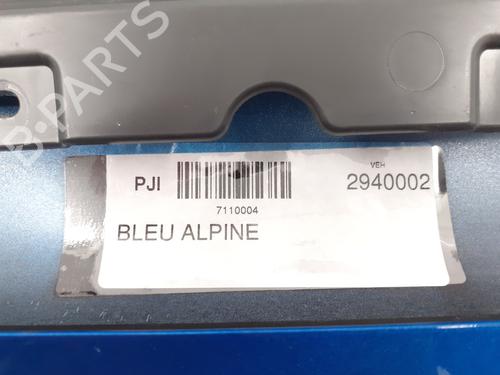 PJI
VEH
2940002
7110004
BLEU ALPINE
B-PARTS